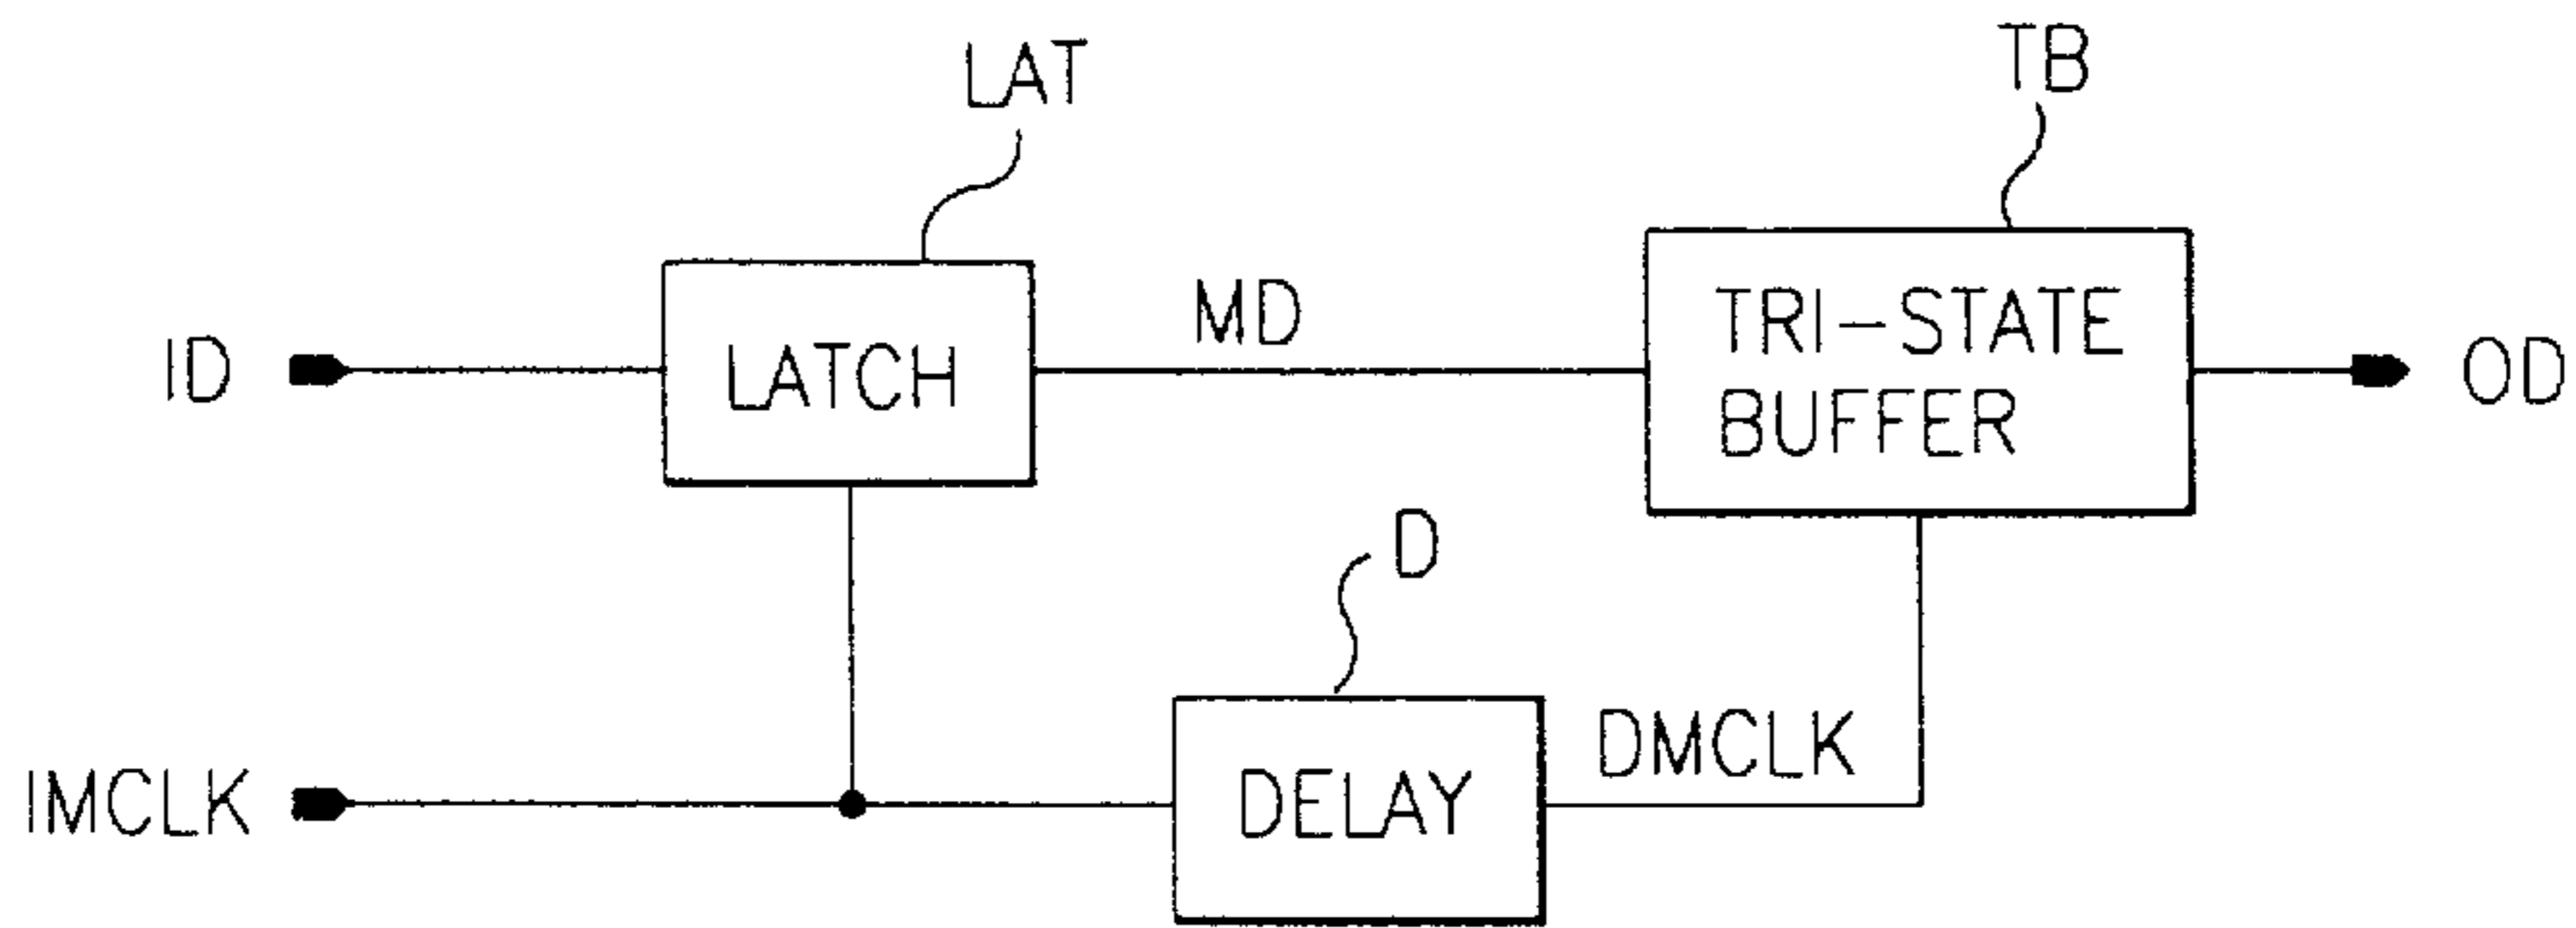 LAT
TB
ID
LATCH
MD
TRI-STATE
BUFFER
OD
D
IMCLK
DELAY
DMCLK